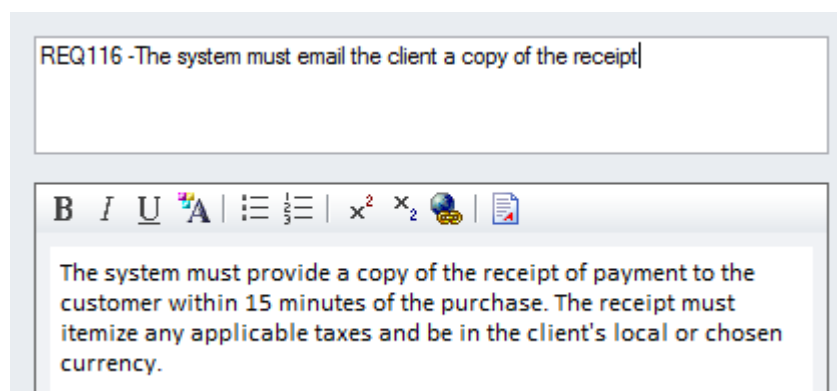 REQ116 -The system must email the client a copy of the receipt
B I U A x² x₂
The system must provide a copy of the receipt of payment to the
customer within 15 minutes of the purchase. The receipt must
itemize any applicable taxes and be in the client's local or chosen
currency.